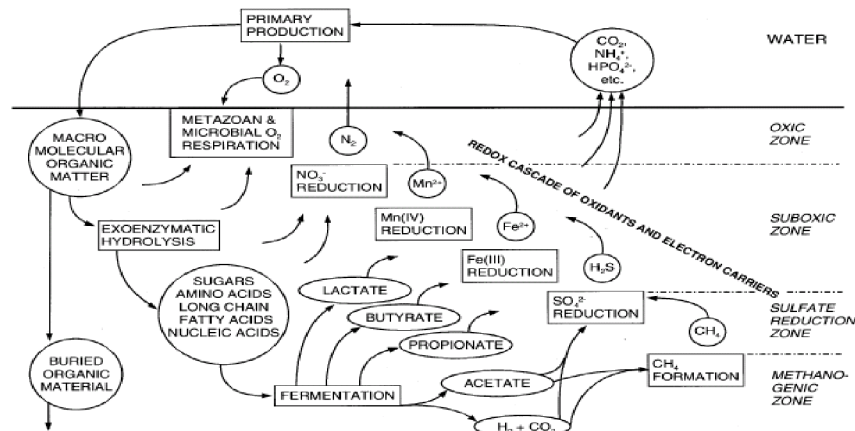 PRIMARY
PRODUCTION
CO₂,
NH₄⁺,
HPO₄²⁻,
etc.
WATER
O₂
METAZOAN &
MICROBIAL O₂
RESPIRATION
N₂
OXIC
ZONE
MACRO
MOLECULAR
ORGANIC
MATTER
NO₃⁻
REDUCTION
Mn²⁺
REDOX CASCADE OF OXIDANTS AND ELECTRON CARRIERS
EXOENZYMATIC
HYDROLYSIS
Mn(IV)
REDUCTION
Fe²⁺
SUBOXIC
ZONE
Fe(III)
REDUCTION
H₂S
SUGARS
AMINO ACIDS
LONG CHAIN
FATTY ACIDS
NUCLEIC ACIDS
LACTATE
BUTYRATE
PROPIONATE
SO₄²⁻
REDUCTION
CH₄
SULFATE
REDUCTION
ZONE
BURIED
ORGANIC
MATERIAL
FERMENTATION
ACETATE
CH₄
FORMATION
METHANO-
GENIC
ZONE
H₂ + CO₂